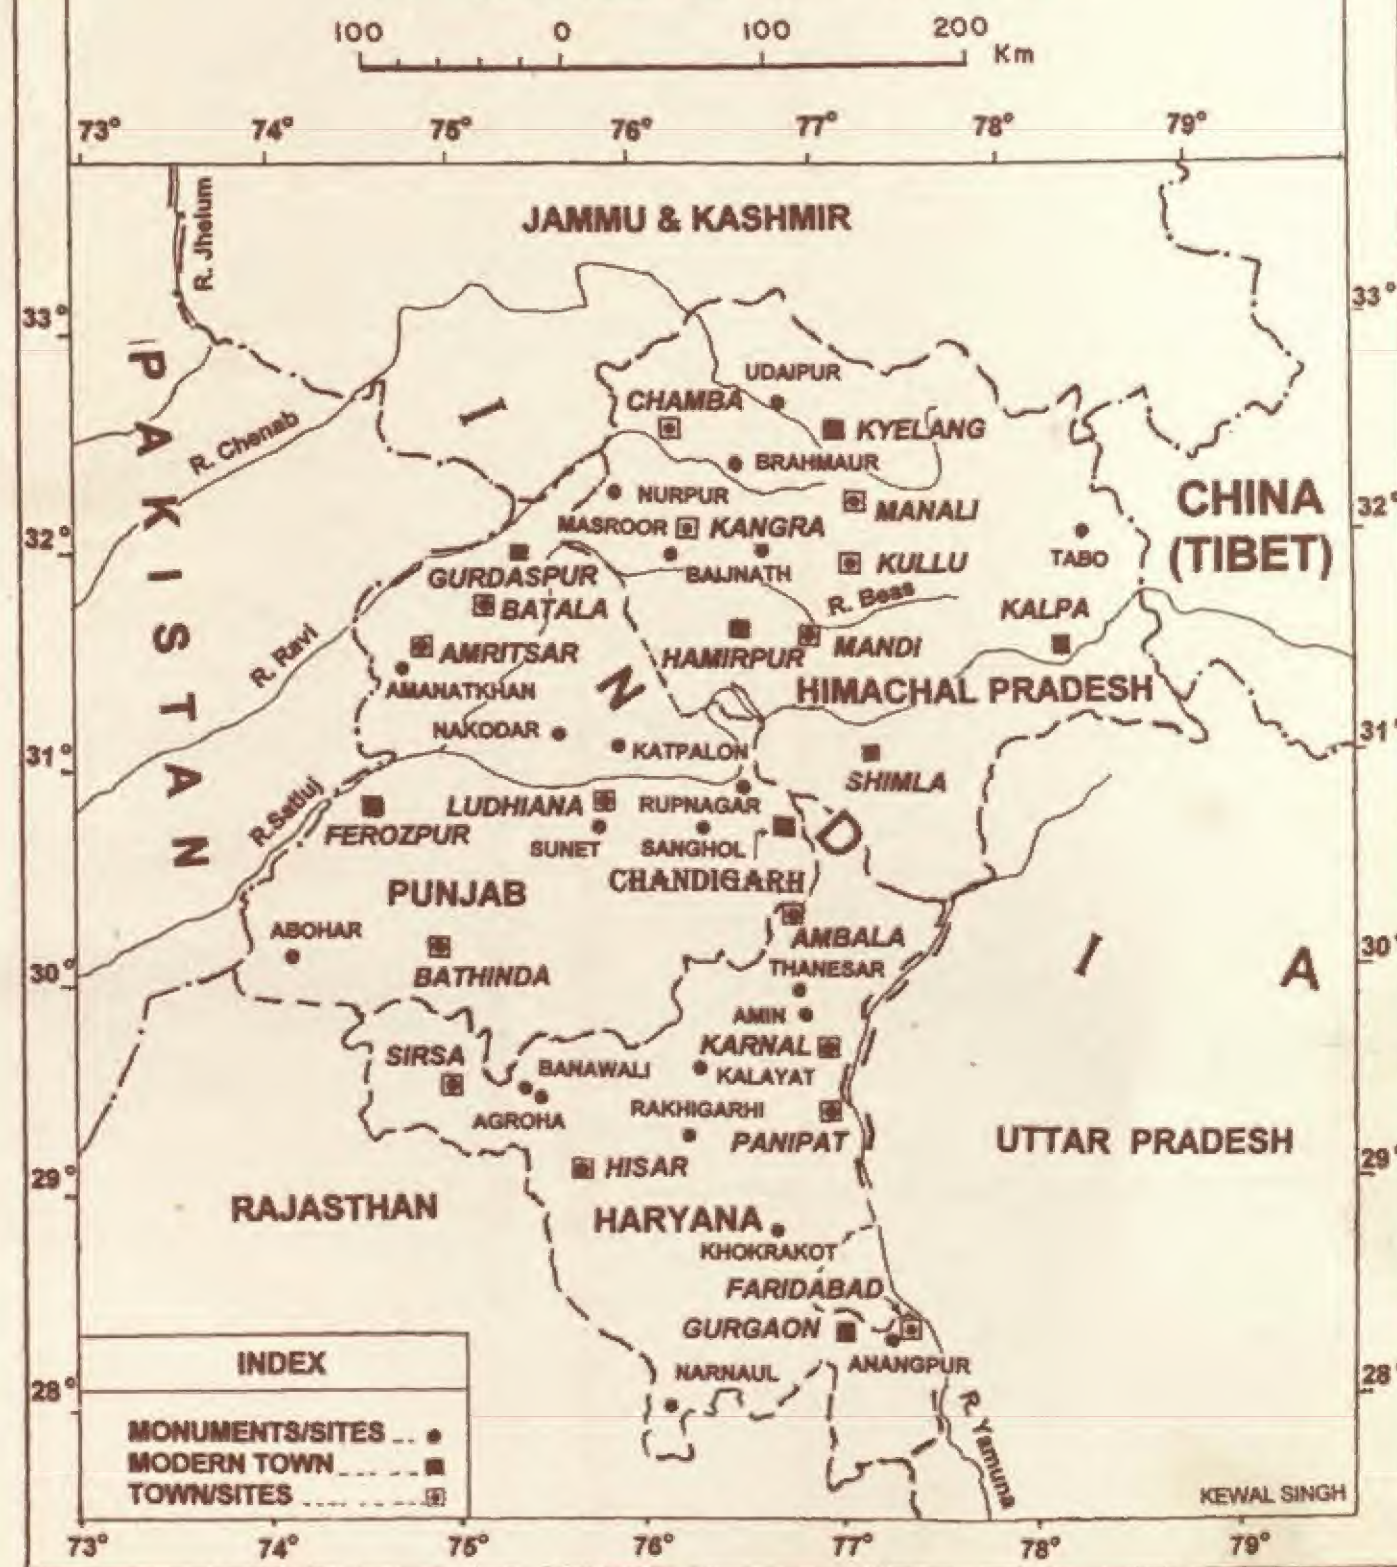 100 0 100 200 Km
73° 74° 75° 76° 77° 78° 79°
JAMMU & KASHMIR
R. Jhelum
33° 33°
PAKISTAN
I N D I A
UDAIPUR
CHAMBA
KYELANG
R. Chenab
BRAHMAUR
NURPUR
MANALI
CHINA
(TIBET)
32° 32°
MASROOR KANGRA
BAIJNATH
KULLU
TABO
GURDASPUR
BATALA
R. Beas
KALPA
R. Ravi
AMRITSAR
HAMIRPUR
MANDI
AMANATKHAN
HIMACHAL PRADESH
NAKODAR
KATPALON
31° 31°
SHIMLA
R. Satluj
LUDHIANA
RUPNAGAR
FEROZPUR
SUNET
SANGHOL
CHANDIGARH
PUNJAB
ABOHAR
AMBALA
BATHINDA
THANESAR
30° 30°
AMIN
KARNAL
SIRSA
BANAWALI
KALAYAT
AGROHA
RAKHIGARHI
PANIPAT
UTTAR PRADESH
HISAR
29° 29°
RAJASTHAN
HARYANA
KHOKRAKOT
FARIDABAD
GURGAON
ANANGPUR
NARNAUL
28° 28°
R. Yamuna
INDEX
MONUMENTS/SITES
MODERN TOWN
TOWN/SITES
KEWAL SINGH
73° 74° 75° 76° 77° 78° 79°